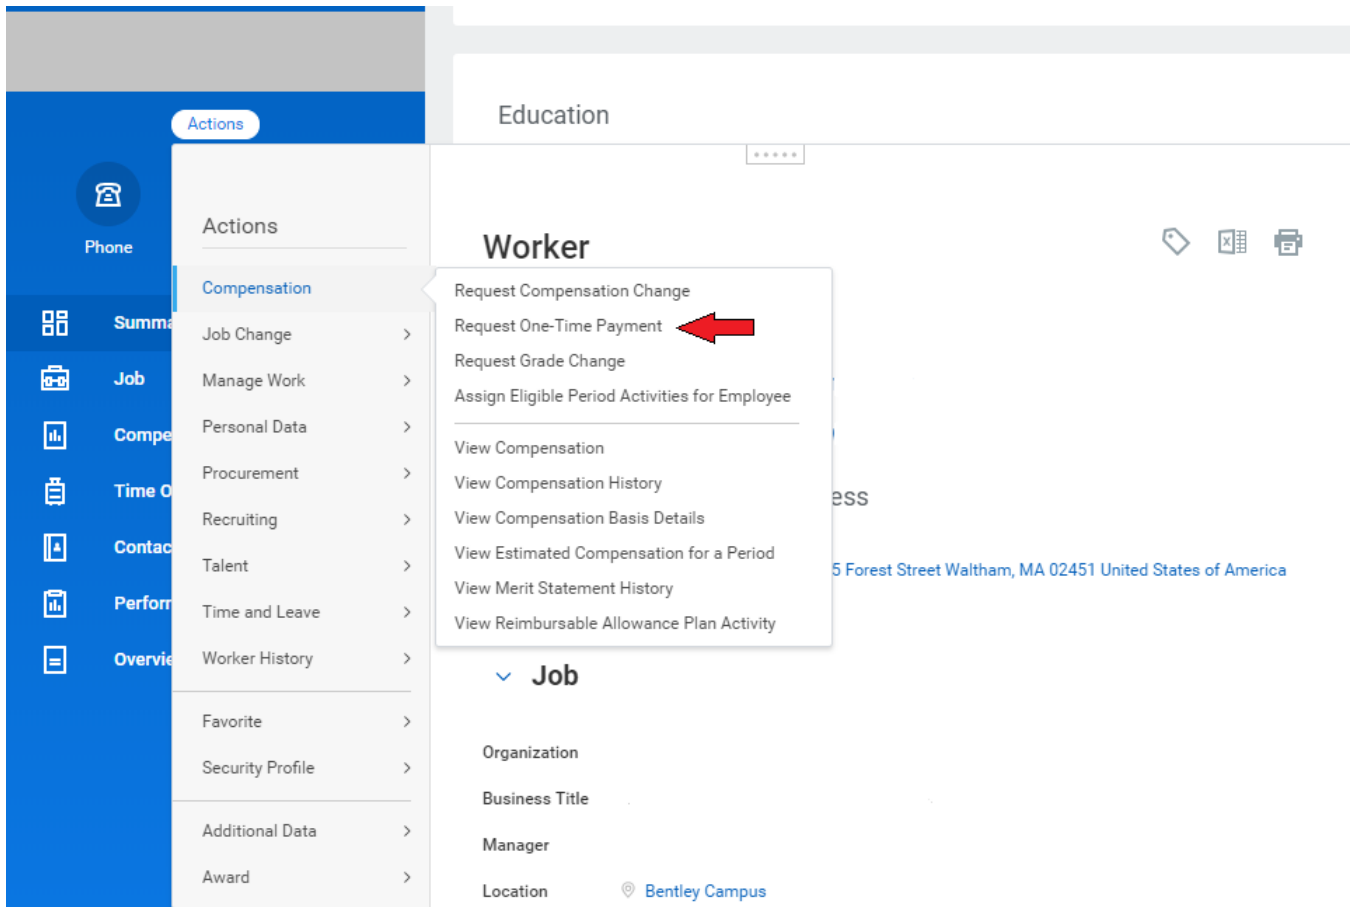 Education
Actions
Phone
Summa
Job
Compe
Time O
Contac
Perforr
Overvie
Actions
Compensation
Job Change
Manage Work
Personal Data
Procurement
Recruiting
Talent
Time and Leave
Worker History
Favorite
Security Profile
Additional Data
Award
Worker
Request Compensation Change
Request One-Time Payment
Request Grade Change
Assign Eligible Period Activities for Employee
View Compensation
View Compensation History
View Compensation Basis Details
View Estimated Compensation for a Period
View Merit Statement History
View Reimbursable Allowance Plan Activity
ess
5 Forest Street Waltham, MA 02451 United States of America
Job
Organization
Business Title
Manager
Location Bentley Campus